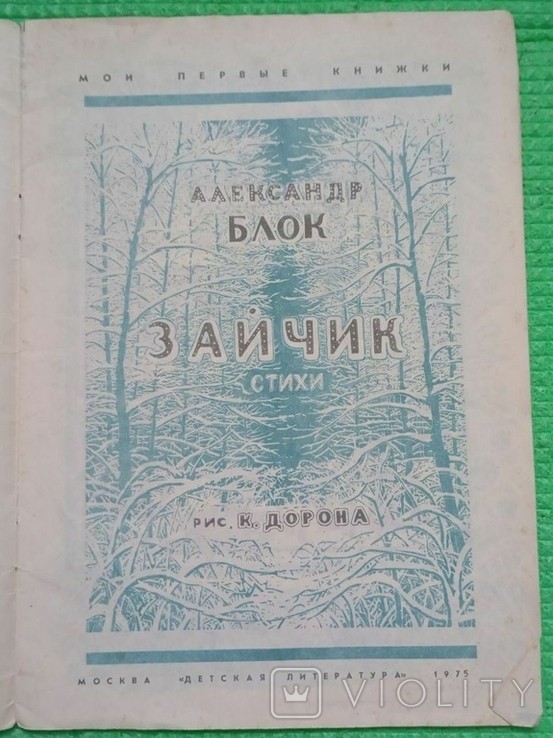 МОИ ПЕРВЫЕ КНИЖКИ
АЛЕКСАНДР
БЛОК
ЗАЙЧИК
СТИХИ
РИС. К. ДОРОНА
МОСКВА «ДЕТСКАЯ ЛИТЕРАТУРА» 1975
VIOLITY